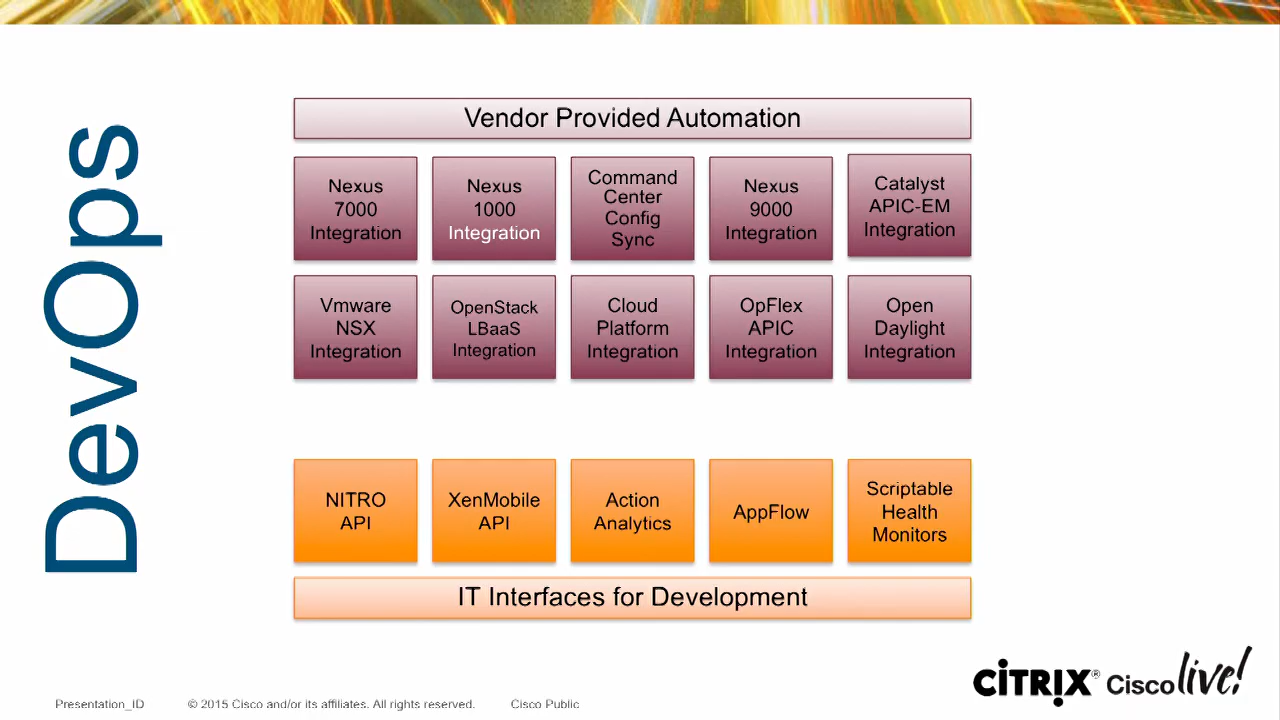 DevOps
Vendor Provided Automation
Nexus
7000
Integration
Nexus
1000
Integration
Command
Center
Config
Sync
Nexus
9000
Integration
Catalyst
APIC-EM
Integration
Vmware
NSX
Integration
OpenStack
LBaaS
Integration
Cloud
Platform
Integration
OpFlex
APIC
Integration
Open
Daylight
Integration
NITRO
API
XenMobile
API
Action
Analytics
AppFlow
Scriptable
Health
Monitors
IT Interfaces for Development
CITRIX® Cisco live!
Presentation_ID © 2015 Cisco and/or its affiliates. All rights reserved. Cisco Public